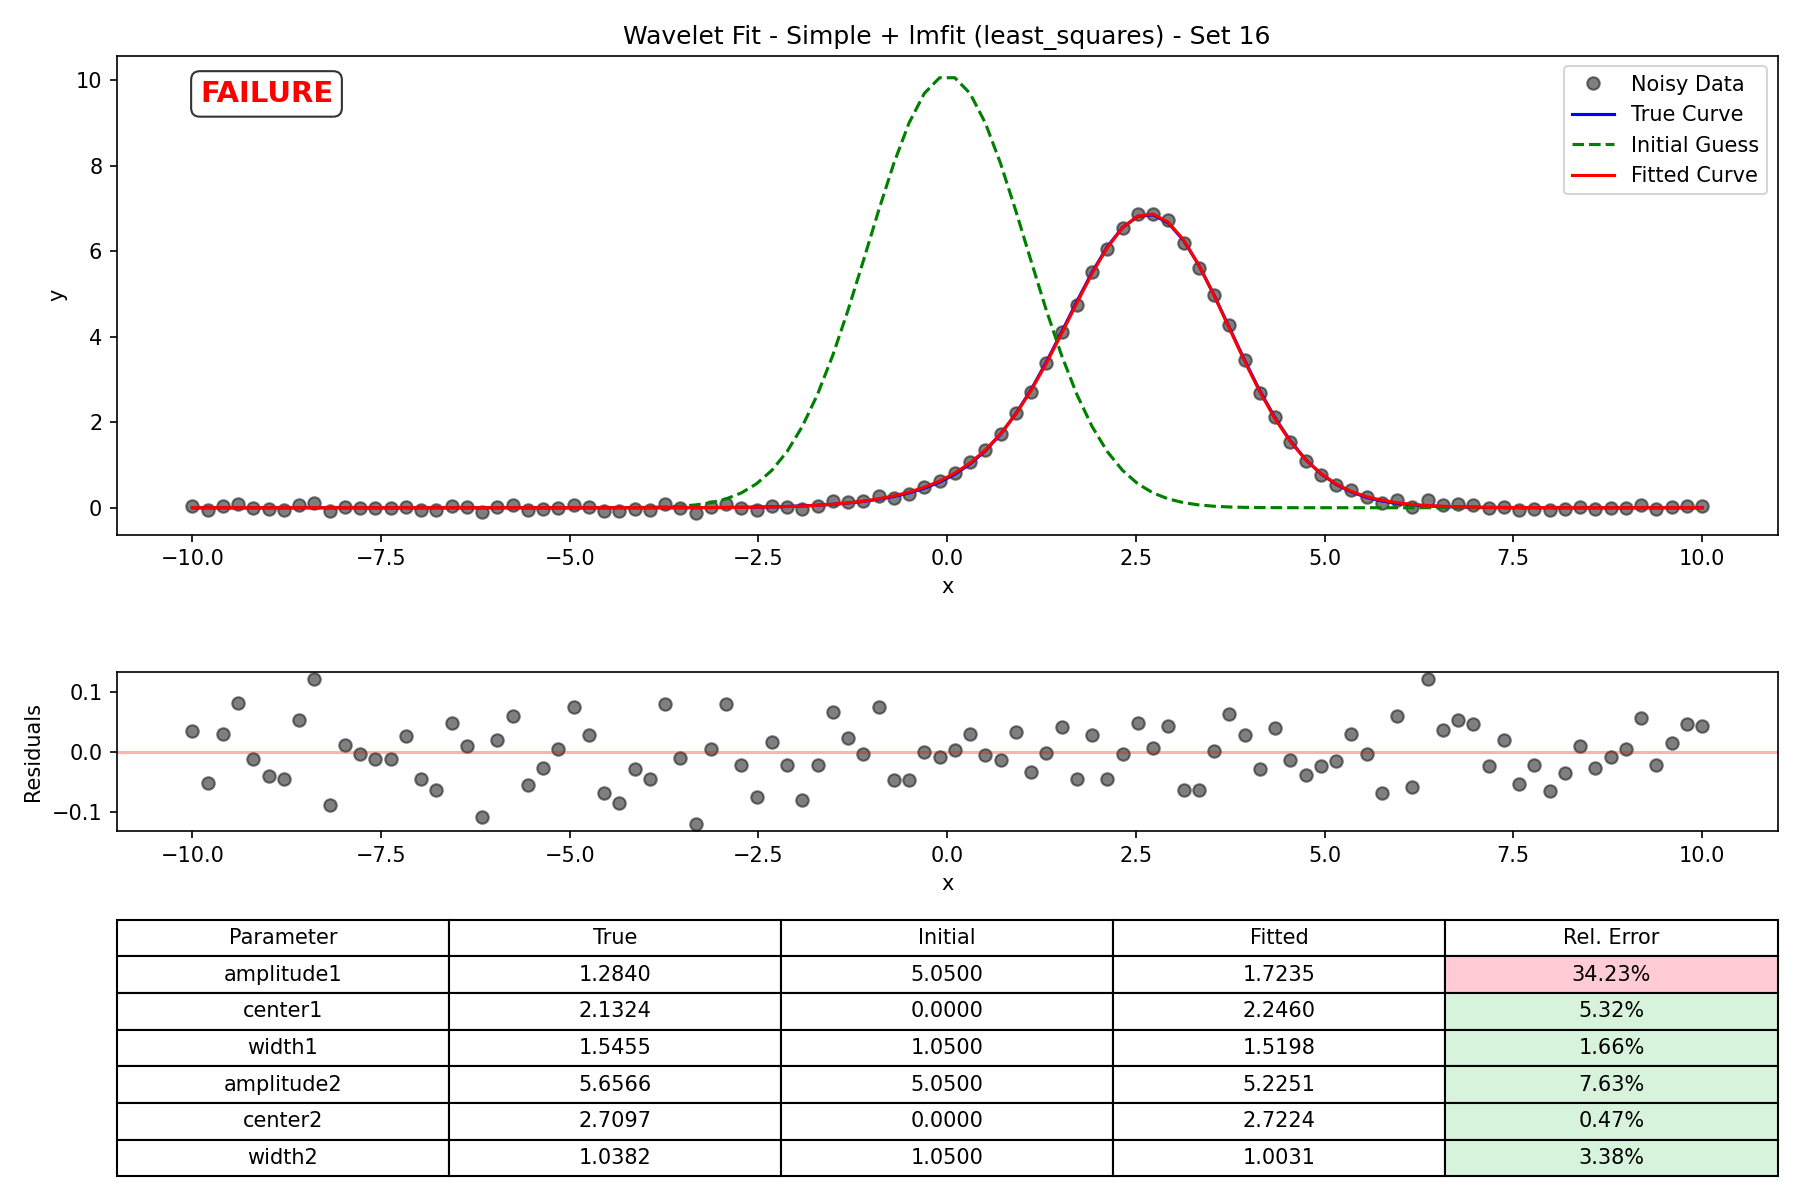 Wavelet Fit - Simple + lmfit (least_squares) - Set 16
FAILURE
Noisy Data
True Curve
Initial Guess
Fitted Curve
10
8
6
4
2
0
y
−10.0 −7.5 −5.0 −2.5 0.0 2.5 5.0 7.5 10.0
x
0.1
0.0
−0.1
Residuals
−10.0 −7.5 −5.0 −2.5 0.0 2.5 5.0 7.5 10.0
x
Parameter True Initial Fitted Rel. Error
amplitude1 1.2840 5.0500 1.7235 34.23%
center1 2.1324 0.0000 2.2460 5.32%
width1 1.5455 1.0500 1.5198 1.66%
amplitude2 5.6566 5.0500 5.2251 7.63%
center2 2.7097 0.0000 2.7224 0.47%
width2 1.0382 1.0500 1.0031 3.38%